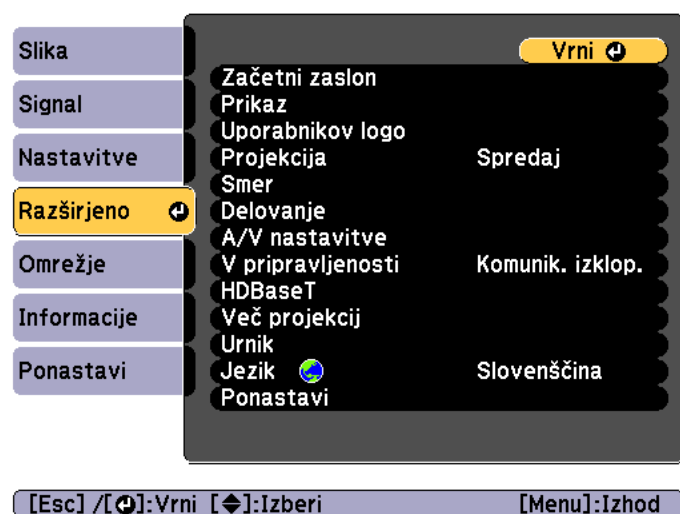 Slika
Signal
Nastavitve
Razširjeno
Omrežje
Informacije
Ponastavi
Vrni
Začetni zaslon
Prikaz
Uporabnikov logo
Projekcija Spredaj
Smer
Delovanje
A/V nastavitve
V pripravljenosti Komunik. izklop.
HDBaseT
Več projekcij
Urnik
Jezik Slovenščina
Ponastavi
[Esc] /[⏎]:Vrni [◆]:Izberi [Menu]:Izhod